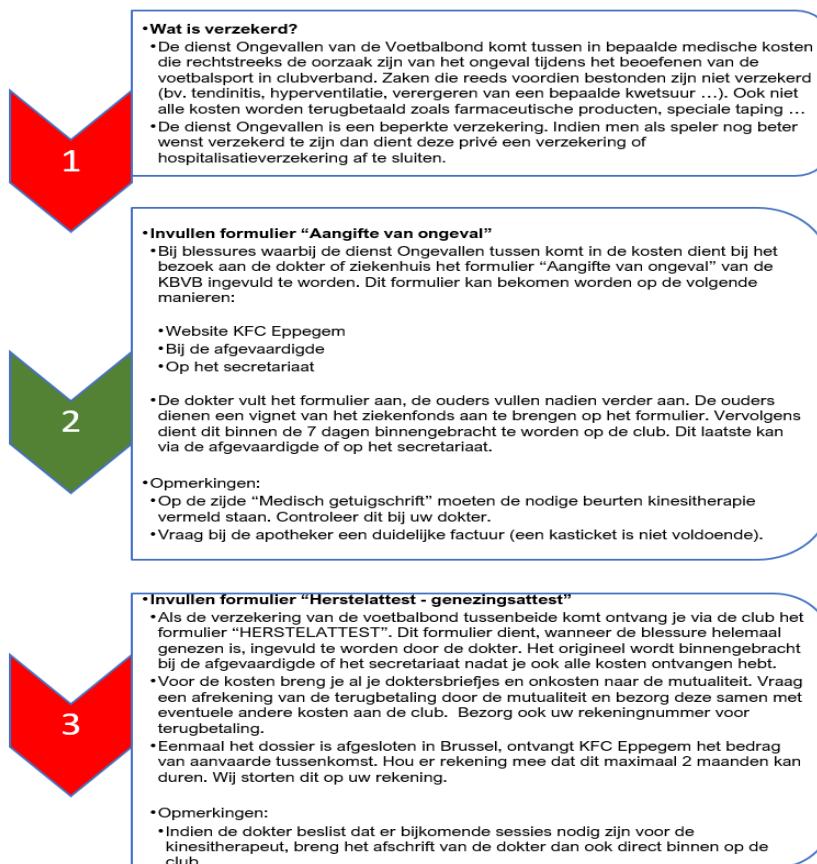 •Wat is verzekerd?
•De dienst Ongevallen van de Voetbalbond komt tussen in bepaalde medische kosten
die rechtstreeks de oorzaak zijn van het ongeval tijdens het beoefenen van de
voetbalsport in clubverband. Zaken die reeds voordien bestonden zijn niet verzekerd
(bv. tendinitis, hyperventilatie, verergeren van een bepaalde kwetsuur …). Ook niet
alle kosten worden terugbetaald zoals farmaceutische producten, speciale taping …
•De dienst Ongevallen is een beperkte verzekering. Indien men als speler nog beter
wenst verzekerd te zijn dan dient deze privé een verzekering of
hospitalisatieverzekering af te sluiten.
1
•Invullen formulier “Aangifte van ongeval”
•Bij blessures waarbij de dienst Ongevallen tussen komt in de kosten dient bij het
bezoek aan de dokter of ziekenhuis het formulier “Aangifte van ongeval” van de
KBVB ingevuld te worden. Dit formulier kan bekomen worden op de volgende
manieren:
•Website KFC Eppegem
•Bij de afgevaardigde
•Op het secretariaat
•De dokter vult het formulier aan, de ouders vullen nadien verder aan. De ouders
dienen een vignet van het ziekenfonds aan te brengen op het formulier. Vervolgens
dient dit binnen de 7 dagen binnengebracht te worden op de club. Dit laatste kan
via de afgevaardigde of op het secretariaat.
2
•Opmerkingen:
•Op de zijde “Medisch getuigschrift” moeten de nodige beurten kinesitherapie
vermeld staan. Controleer dit bij uw dokter.
•Vraag bij de apotheker een duidelijke factuur (een kasticket is niet voldoende).
•Invullen formulier “Herstelattest - genezingsattest”
•Als de verzekering van de voetbalbond tussenbeide komt ontvang je via de club het
formulier “HERSTELATTEST”. Dit formulier dient, wanneer de blessure helemaal
genezen is, ingevuld te worden door de dokter. Het origineel wordt binnengebracht
bij de afgevaardigde of het secretariaat nadat je ook alle kosten ontvangen hebt.
•Voor de kosten breng je al je doktersbriefjes en onkosten naar de mutualiteit. Vraag
een afrekening van de terugbetaling door de mutualiteit en bezorg deze samen met
eventuele andere kosten aan de club. Bezorg ook uw rekeningnummer voor
terugbetaling.
•Eenmaal het dossier is afgesloten in Brussel, ontvangt KFC Eppegem het bedrag
van aanvaarde tussenkomst. Hou er rekening mee dat dit maximaal 2 maanden kan
duren. Wij storten dit op uw rekening.
3
•Opmerkingen:
•Indien de dokter beslist dat er bijkomende sessies nodig zijn voor de
kinesitherapeut, breng het afschrift van de dokter dan ook direct binnen op de
club